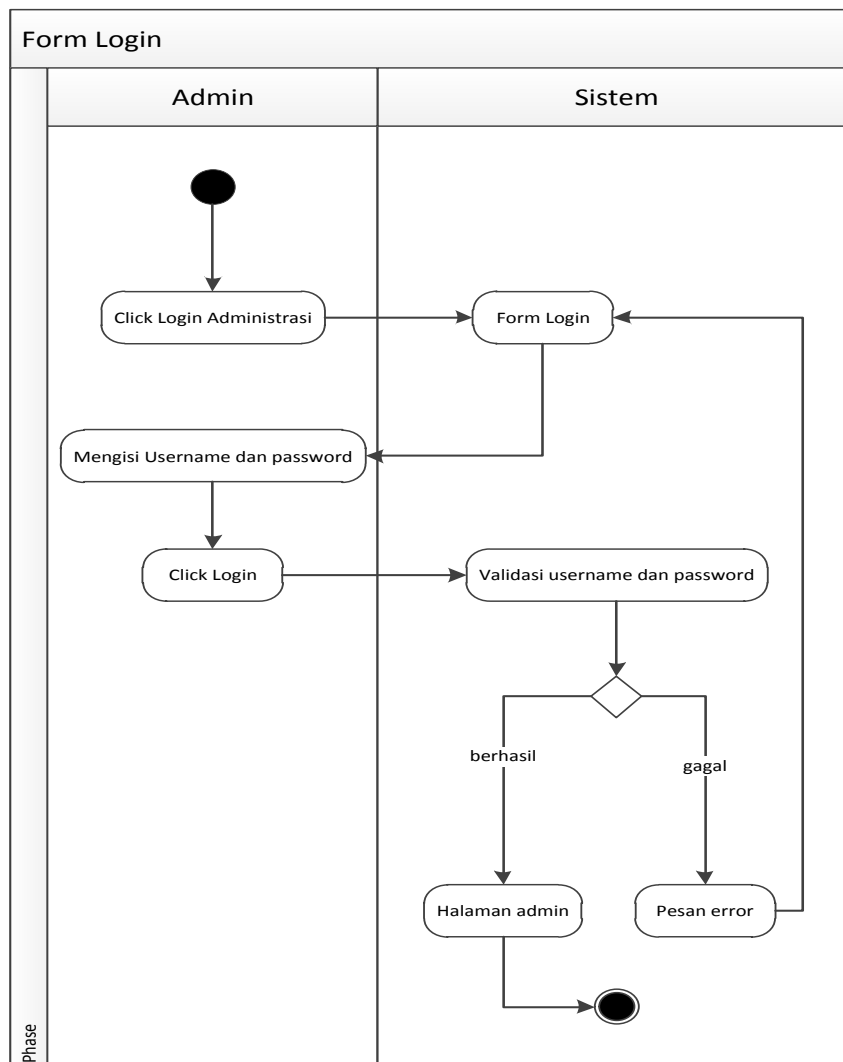 Form Login
Admin
Sistem
Click Login Administrasi
Form Login
Mengisi Username dan password
Click Login
Validasi username dan password
berhasil
gagal
Halaman admin
Pesan error
Phase